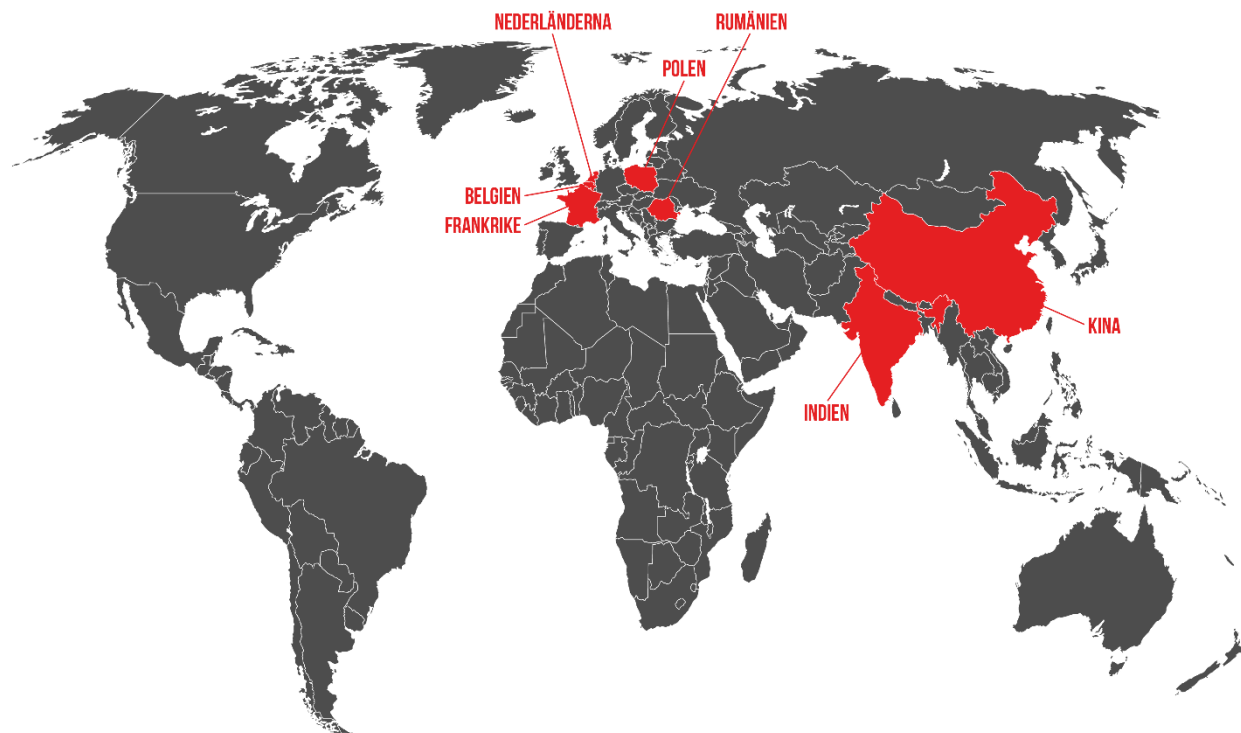 NEDERLÄNDERNA
RUMÄNIEN
POLEN
BELGIEN
FRANKRIKE
KINA
INDIEN